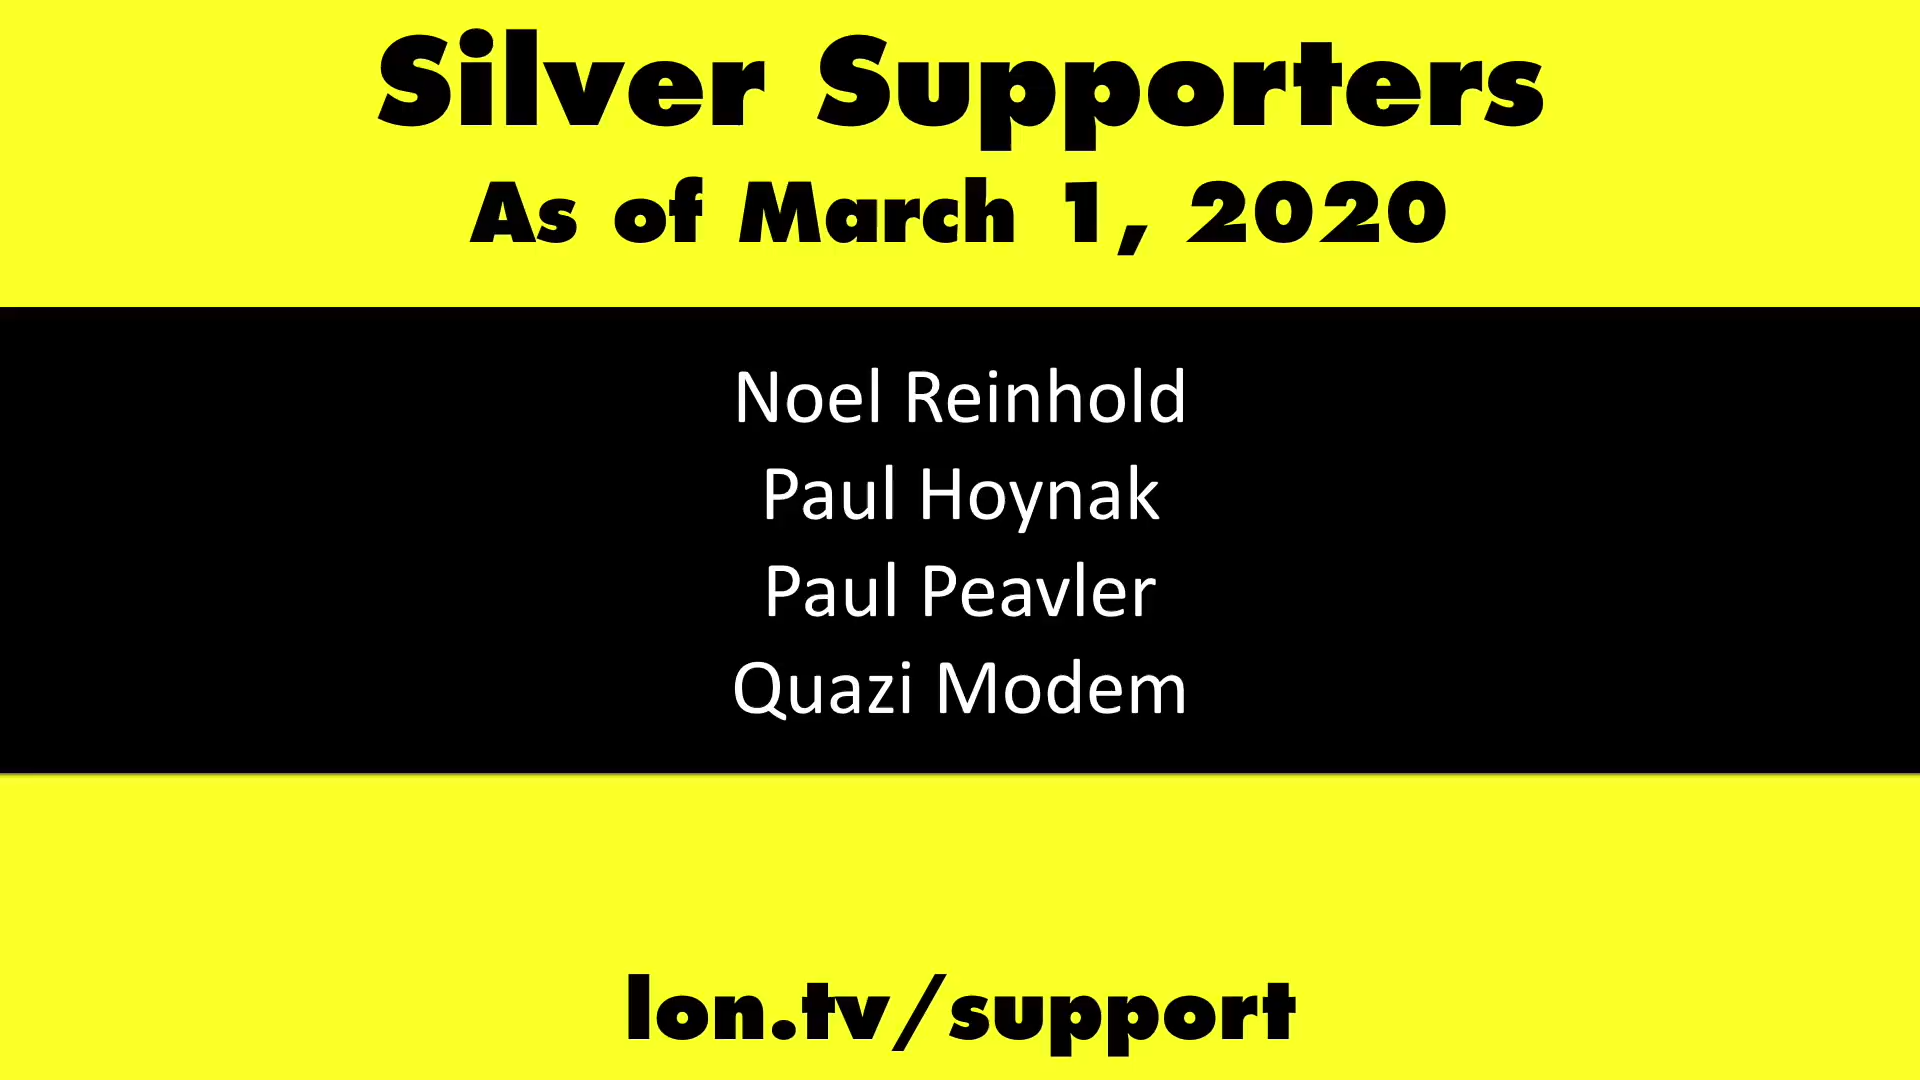 Silver Supporters
As of March 1, 2020
Noel Reinhold
Paul Hoynak
Paul Peavler
Quazi Modem
lon.tv/support